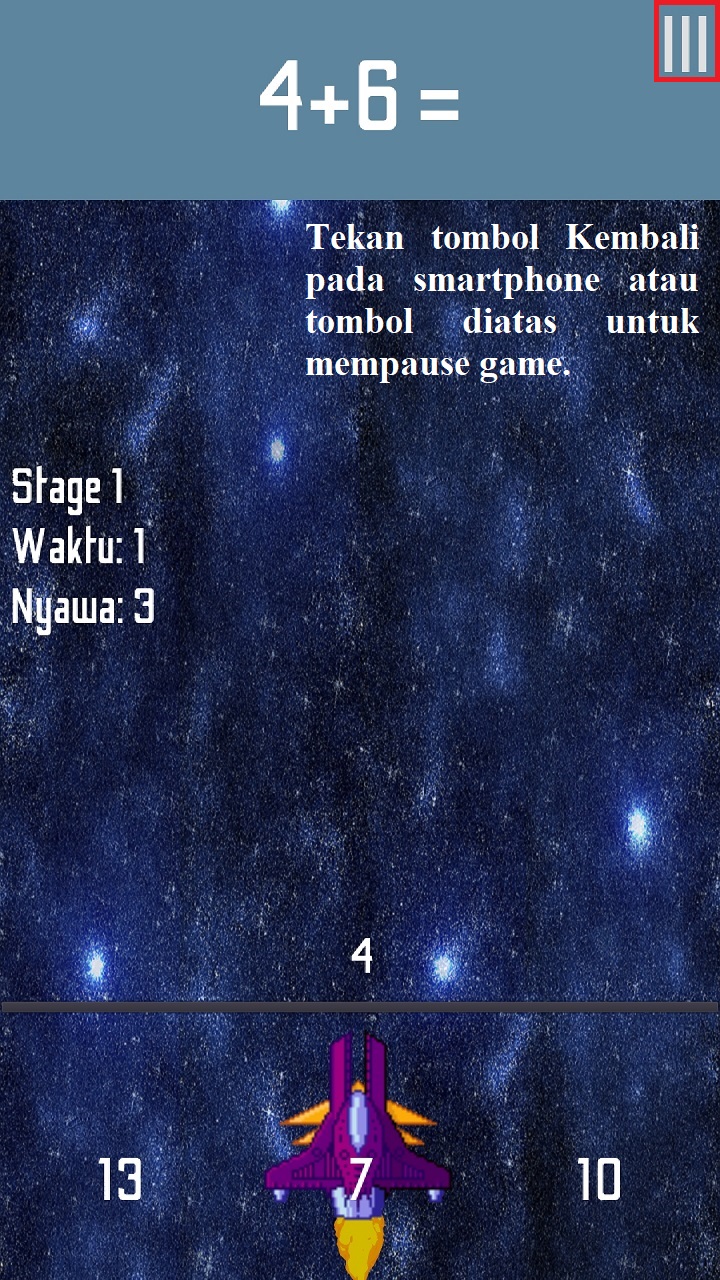 4+6 =
Tekan tombol Kembali
pada smartphone atau
tombol diatas untuk
mempause game.
Stage 1
Waktu: 1
Nyawa: 3
4
13 7 10